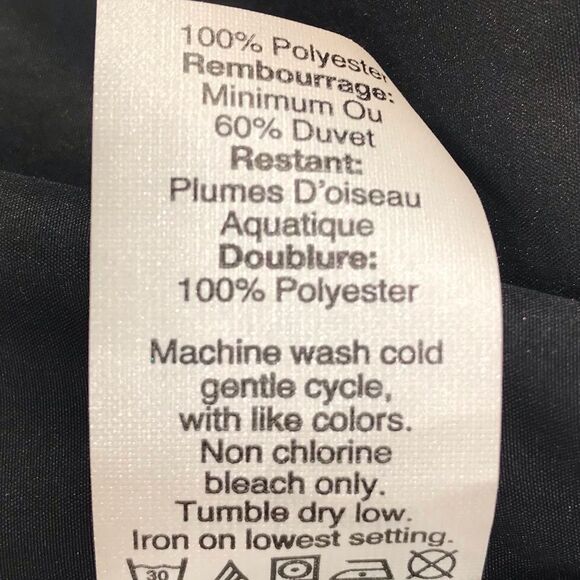 100% Polyester
Rembourrage:
Minimum Ou
60% Duvet
Restant:
Plumes D'oiseau
Aquatique
Doublure:
100% Polyester
Machine wash cold
gentle cycle,
with like colors.
Non chlorine
bleach only.
Tumble dry low.
Iron on lowest setting.
30